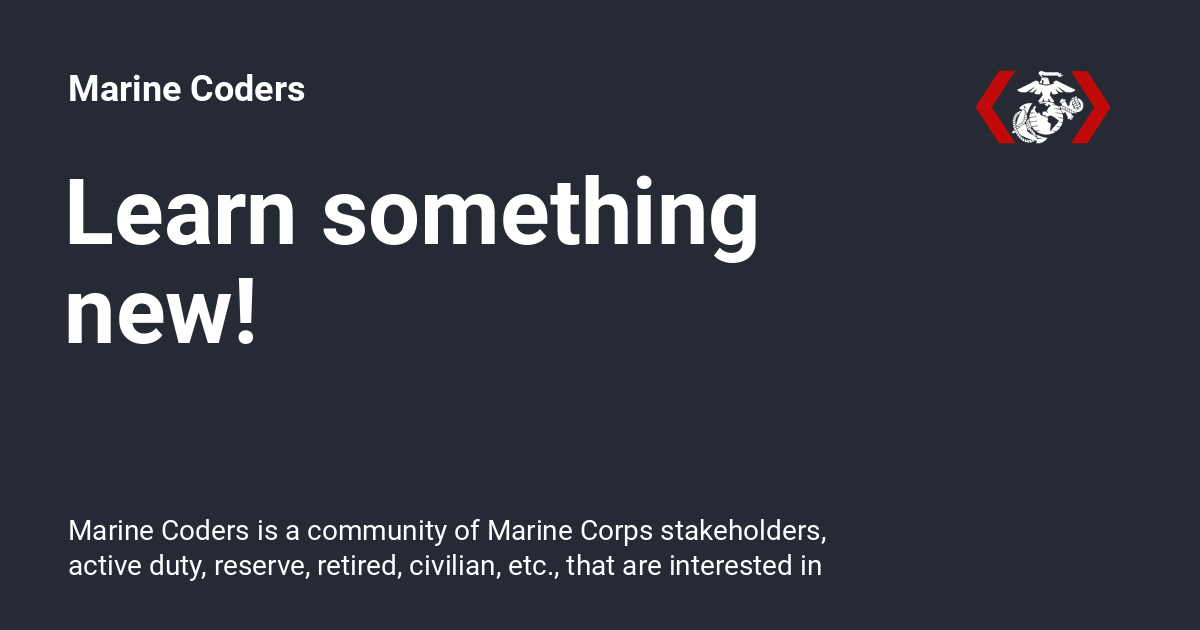 Marine Coders
Learn something
new!
Marine Coders is a community of Marine Corps stakeholders,
active duty, reserve, retired, civilian, etc., that are interested in